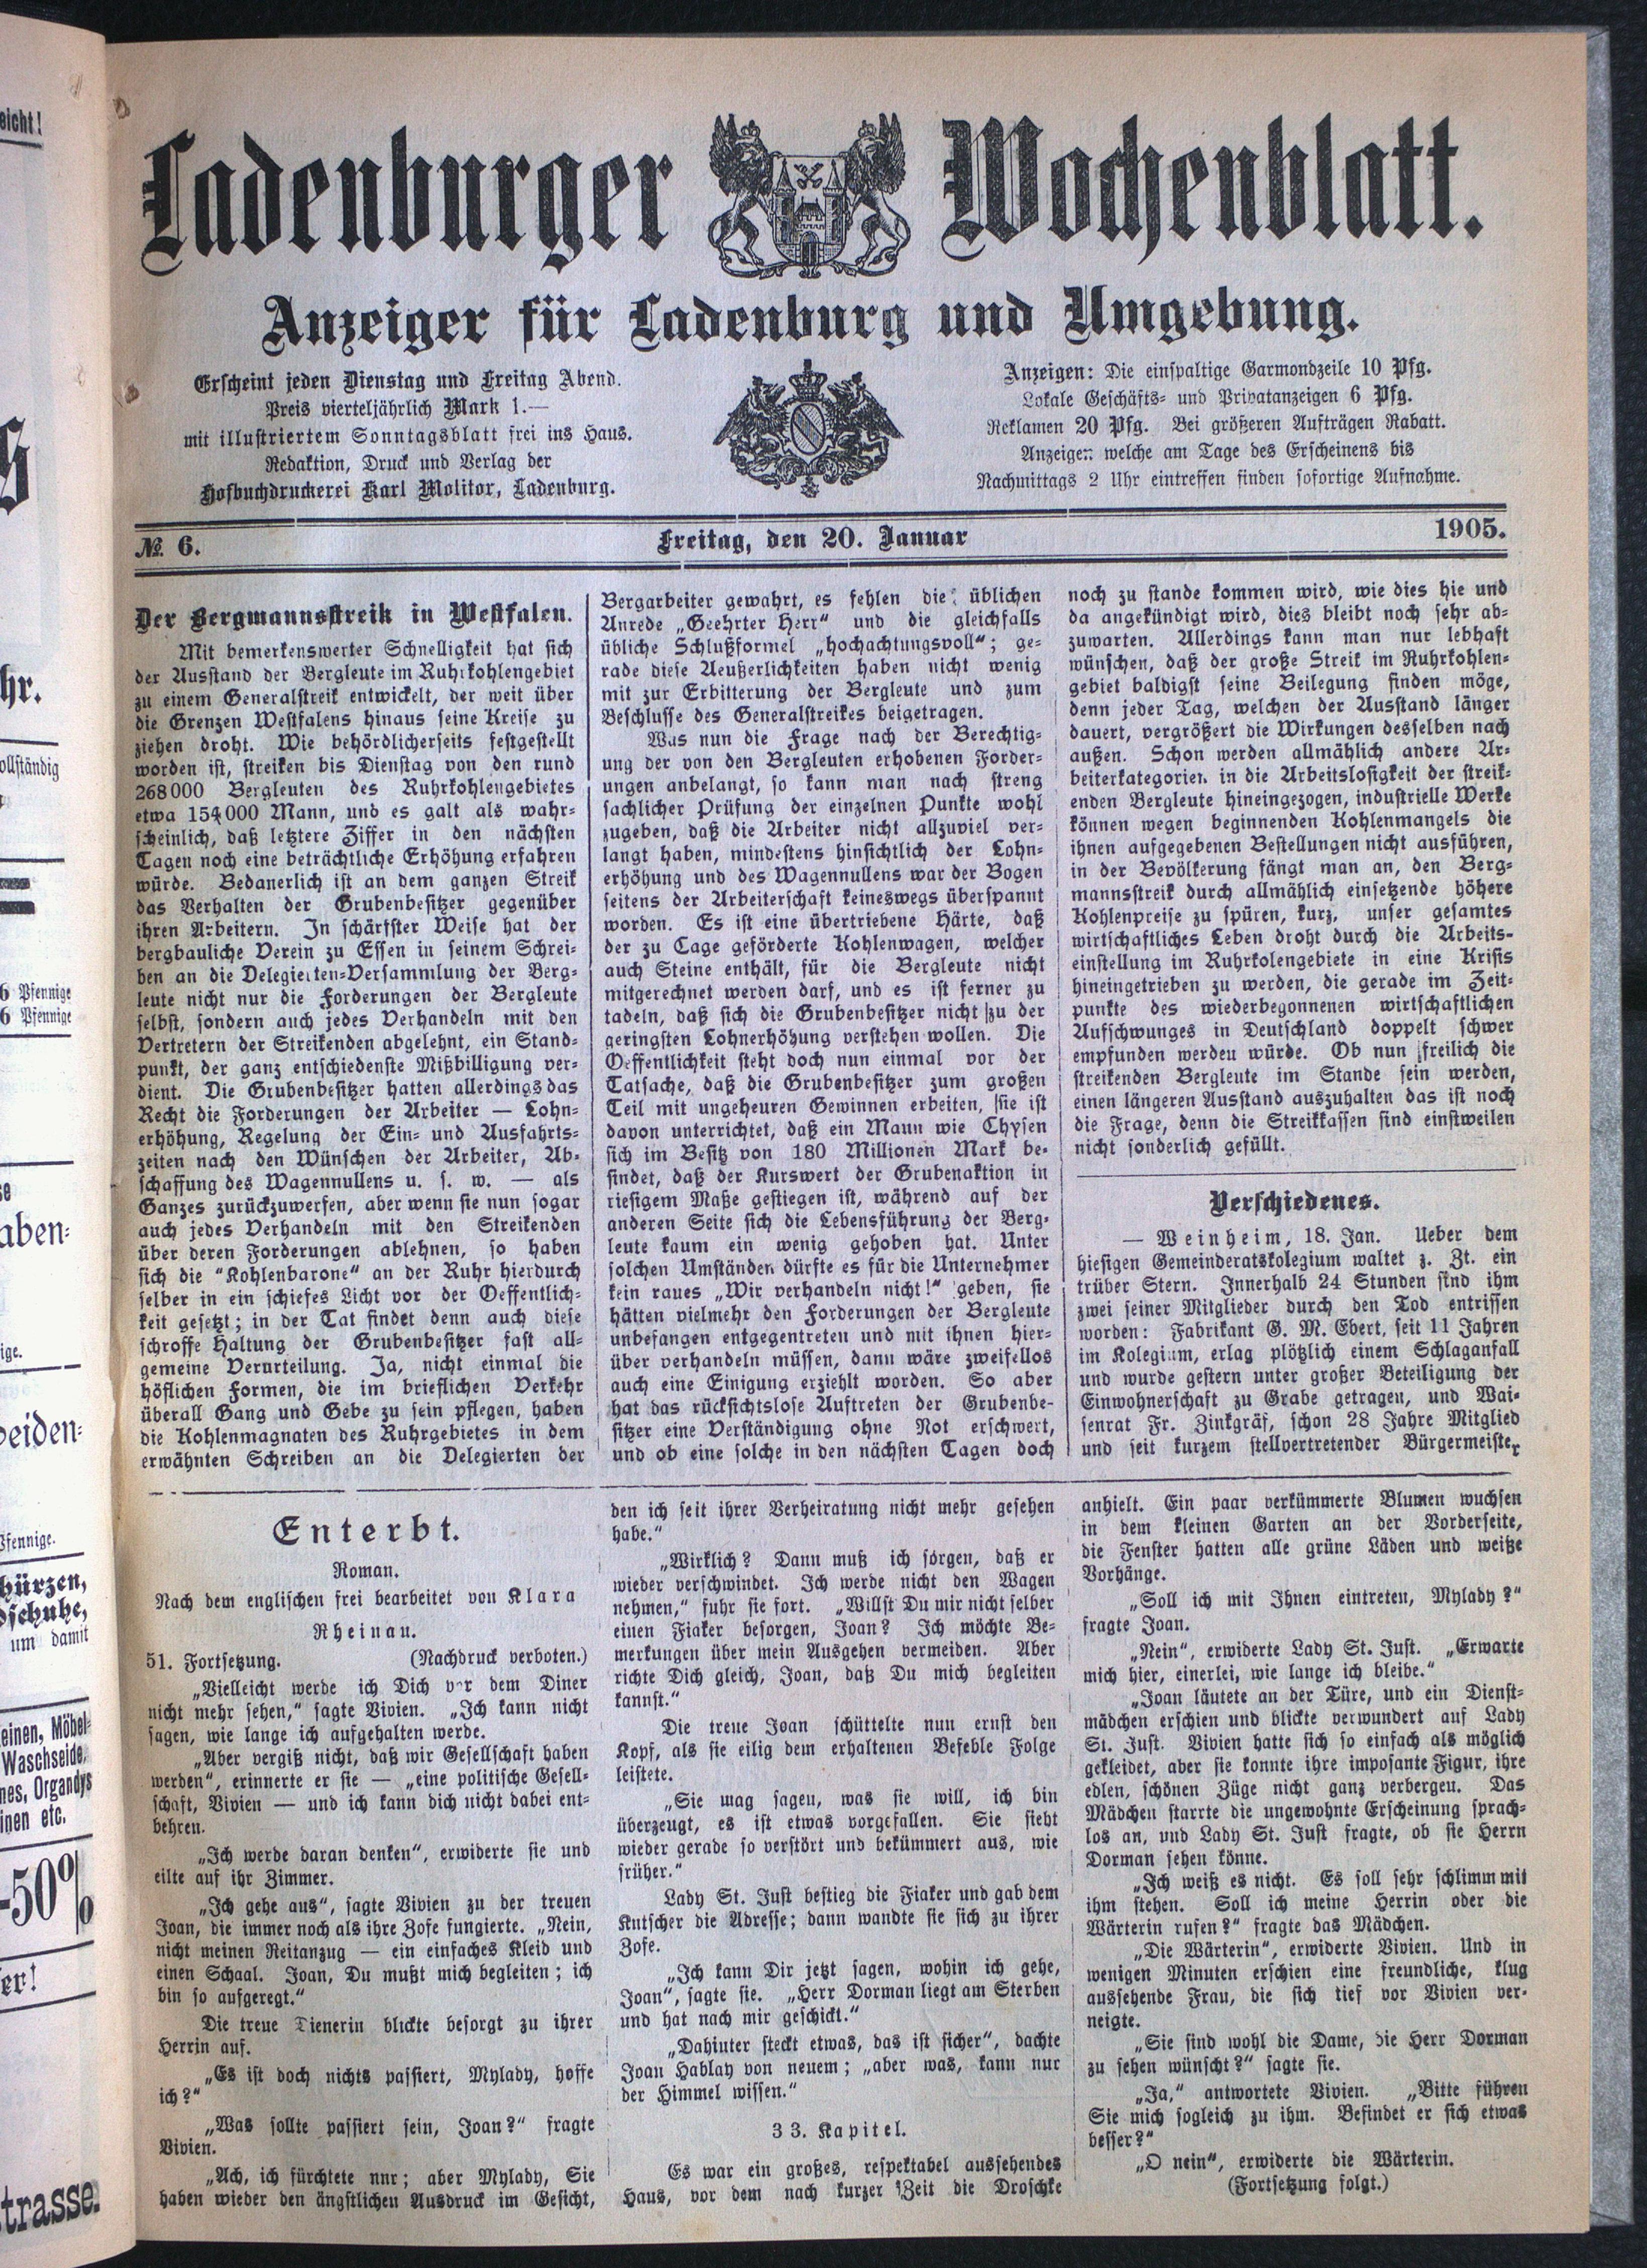 Ladenburger Wochenblatt.
Anzeiger für Ladenburg und Umgebung.
Erscheint jeden Dienstag und Freitag Abend.
Preis vierteljährlich Mark 1.—
mit illustriertem Sonntagsblatt frei ins Haus.
Redaktion, Druck und Verlag der
Hofbuchdruckerei Karl Molitor, Ladenburg.
Anzeigen: Die einspaltige Garmondzeile 10 Pfg.
Lokale Geschäfts- und Privatanzeigen 6 Pfg.
Reklamen 20 Pfg. Bei größeren Aufträgen Rabatt.
Anzeigen welche am Tage des Erscheinens bis
Nachmittags 2 Uhr eintreffen finden sofortige Aufnahme.
№ 6.
Freitag, den 20. Januar
1905.
Der Bergmannsstreik in Westfalen.
Mit bemerkenswerter Schnelligkeit hat sich
der Ausstand der Bergleute im Ruhrkohlengebiet
zu einem Generalstreik entwickelt, der weit über
die Grenzen Westfalens hinaus seine Kreise zu
ziehen droht. Wie behördlicherseits festgestellt
worden ist, streiken bis Dienstag von den rund
268000 Bergleuten des Ruhrkohlengebietes
etwa 154000 Mann, und es galt als wahr-
scheinlich, daß letztere Ziffer in den nächsten
Tagen noch eine beträchtliche Erhöhung erfahren
würde. Bedauerlich ist an dem ganzen Streik
das Verhalten der Grubenbesitzer gegenüber
ihren Arbeitern. In schärfster Weise hat der
bergbauliche Verein zu Essen in seinem Schrei-
ben an die Delegierten-Versammlung der Berg-
leute nicht nur die Forderungen der Bergleute
selbst, sondern auch jedes Verhandeln mit den
Vertretern der Streikenden abgelehnt, ein Stand-
punkt, der ganz entschiedenste Mißbilligung ver-
dient. Die Grubenbesitzer hatten allerdings das
Recht die Forderungen der Arbeiter — Lohn-
erhöhung, Regelung der Ein- und Ausfahrts-
zeiten nach den Wünschen der Arbeiter, Ab-
schaffung des Wagennullens u. s. w. — als
Ganzes zurückzuwerfen, aber wenn sie nun sogar
auch jedes Verhandeln mit den Streikenden
über deren Forderungen ablehnen, so haben
sich die "Kohlenbarone" an der Ruhr hierdurch
selber in ein schiefes Licht vor der Oeffentlich-
keit gesetzt; in der Tat findet denn auch diese
schroffe Haltung der Grubenbesitzer fast all-
gemeine Verurteilung. Ja, nicht einmal die
höflichen Formen, die im brieflichen Verkehr
überall Gang und Gebe zu sein pflegen, haben
die Kohlenmagnaten des Ruhrgebietes in dem
erwähnten Schreiben an die Delegierten der
Bergarbeiter gewahrt, es fehlen die üblichen
Anrede „Geehrter Herr“ und die gleichfalls
übliche Schlußformel „hochachtungsvoll“; ge-
rade diese Aeußerlichkeiten haben nicht wenig
mit zur Erbitterung der Bergleute und zum
Beschlusse des Generalstreikes beigetragen.
Was nun die Frage nach der Berechtig-
ung der von den Bergleuten erhobenen Forder-
ungen anbelangt, so kann man nach streng
sachlicher Prüfung der einzelnen Punkte wohl
zugeben, daß die Arbeiter nicht allzuviel ver-
langt haben, mindestens hinsichtlich der Lohn-
erhöhung und des Wagennullens war der Bogen
seitens der Arbeiterschaft keineswegs überspannt
worden. Es ist eine übertriebene Härte, daß
der zu Tage geförderte Kohlenwagen, welcher
auch Steine enthält, für die Bergleute nicht
mitgerechnet werden darf, und es ist ferner zu
tadeln, daß sich die Grubenbesitzer nicht zu der
geringsten Lohnerhöhung verstehen wollen. Die
Oeffentlichkeit steht doch nun einmal vor der
Tatsache, daß die Grubenbesitzer zum großen
Teil mit ungeheuren Gewinnen erbeiten, sie ist
davon unterrichtet, daß ein Mann wie Thysen
sich im Besitz von 180 Millionen Mark be-
findet, daß der Kurswert der Grubenaktion in
riesigem Maße gestiegen ist, während auf der
anderen Seite sich die Lebensführung der Berg-
leute kaum ein wenig gehoben hat. Unter
solchen Umständen dürfte es für die Unternehmer
kein raues „Wir verhandeln nicht!“ geben, sie
hätten vielmehr den Forderungen der Bergleute
unbefangen entgegentreten und mit ihnen hier-
über verhandeln müssen, dann wäre zweifellos
auch eine Einigung erziehlt worden. So aber
hat das rücksichtslose Auftreten der Grubenbe-
sitzer eine Verständigung ohne Not erschwert,
und ob eine solche in den nächsten Tagen doch
noch zu stande kommen wird, wie dies hie und
da angekündigt wird, dies bleibt noch sehr ab-
zuwarten. Allerdings kann man nur lebhaft
wünschen, daß der große Streik im Ruhrkohlen-
gebiet baldigst seine Beilegung finden möge,
denn jeder Tag, welchen der Ausstand länger
dauert, vergrößert die Wirkungen desselben nach
außen. Schon werden allmählich andere Ar-
beiterkategorien in die Arbeitslosigkeit der streik-
enden Bergleute hineingezogen, industrielle Werke
können wegen beginnenden Kohlenmangels die
ihnen aufgegebenen Bestellungen nicht ausführen,
in der Bevölkerung fängt man an, den Berg-
mannsstreik durch allmählich einsetzende höhere
Kohlenpreise zu spüren, kurz, unser gesamtes
wirtschaftliches Leben droht durch die Arbeits-
einstellung im Ruhrkolengebiete in eine Krisis
hineingetrieben zu werden, die gerade im Zeit-
punkte des wiederbegonnenen wirtschaftlichen
Aufschwunges in Deutschland doppelt schwer
empfunden werden würde. Ob nun freilich die
streikenden Bergleute im Stande sein werden,
einen längeren Ausstand auszuhalten das ist noch
die Frage, denn die Streikkassen sind einstweilen
nicht sonderlich gefüllt.
Verschiedenes.
— Weinheim, 18. Jan. Ueber dem
hiesigen Gemeinderatskolegium waltet z. Zt. ein
trüber Stern. Innerhalb 24 Stunden sind ihm
zwei seiner Mitglieder durch den Tod entrissen
worden: Fabrikant G. M. Ebert, seit 11 Jahren
im Kolegium, erlag plötzlich einem Schlaganfall
und wurde gestern unter großer Beteiligung der
Einwohnerschaft zu Grabe getragen, und Wai-
senrat Fr. Zinkgräf, schon 28 Jahre Mitglied
und seit kurzem stellvertretender Bürgermeister
Enterbt.
Roman.
Nach dem englischen frei bearbeitet von Klara
Rheinau.
51. Fortsetzung. (Nachdruck verboten.)
„Vielleicht werde ich Dich vor dem Diner
nicht mehr sehen,“ sagte Vivien. „Ich kann nicht
sagen, wie lange ich aufgehalten werde.
„Aber vergiß nicht, daß wir Gesellschaft haben
werden“, erinnerte er sie — „eine politische Gesell-
schaft, Vivien — und ich kann dich nicht dabei ent-
behren.
„Ich werde daran denken“, erwiderte sie und
eilte auf ihr Zimmer.
„Ich gehe aus“, sagte Vivien zu der treuen
Joan, die immer noch als ihre Zofe fungierte. „Nein,
nicht meinen Reitanzug — ein einfaches Kleid und
einen Schaal. Joan, Du mußt mich begleiten; ich
bin so aufgeregt.“
Die treue Dienerin blickte besorgt zu ihrer
Herrin auf.
„Es ist doch nichts passiert, Mylady, hoffe
ich?“
„Was sollte passiert sein, Joan?“ fragte
Vivien.
„Ach, ich fürchtete nnr; aber Mylady, Sie
haben wieder den ängstlichen Ausdruck im Gesicht,
den ich seit ihrer Verheiratung nicht mehr gesehen
habe.“
„Wirklich? Dann muß ich sorgen, daß er
wieder verschwindet. Ich werde nicht den Wagen
nehmen,“ fuhr sie fort. „Willst Du mir nicht selber
einen Fiaker besorgen, Joan? Ich möchte Be-
merkungen über mein Ausgehen vermeiden. Aber
richte Dich gleich, Joan, daß Du mich begleiten
kannst.“
Die treue Joan schüttelte nun ernst den
Kopf, als sie eilig dem erhaltenen Befehle Folge
leistete.
„Sie mag sagen, was sie will, ich bin
überzeugt, es ist etwas vorgefallen. Sie sieht
wieder gerade so verstört und bekümmert aus, wie
früher.“
Lady St. Just bestieg die Fiaker und gab dem
Kutscher die Adresse; dann wandte sie sich zu ihrer
Zofe.
„Ich kann Dir jetzt sagen, wohin ich gehe,
Joan“, sagte sie. „Herr Dorman liegt am Sterben
und hat nach mir geschickt.“
„Dahinter steckt etwas, das ist sicher“, dachte
Joan Hablay von neuem; „aber was, kann nur
der Himmel wissen.“
33. Kapitel.
Es war ein großes, respektabel aussehendes
Haus, vor dem nach kurzer Zeit die Droschke
anhielt. Ein paar verkümmerte Blumen wuchsen
in dem kleinen Garten an der Vorderseite,
die Fenster hatten alle grüne Läden und weiße
Vorhänge.
„Soll ich mit Ihnen eintreten, Mylady?“
fragte Joan.
„Nein“, erwiderte Lady St. Just. „Erwarte
mich hier, einerlei, wie lange ich bleibe.“
„Joan läutete an der Türe, und ein Dienst-
mädchen erschien und blickte verwundert auf Lady
St. Just. Vivien hatte sich so einfach als möglich
gekleidet, aber sie konnte ihre imposante Figur, ihre
edlen, schönen Züge nicht ganz verbergen. Das
Mädchen starrte die ungewohnte Erscheinung sprach-
los an, und Lady St. Just fragte, ob sie Herrn
Dorman sehen könne.
„Ich weiß es nicht. Es soll sehr schlimm mit
ihm stehen. Soll ich meine Herrin oder die
Wärterin rufen?“ fragte das Mädchen.
„Die Wärterin“, erwiderte Vivien. Und in
wenigen Minuten erschien eine freundliche, klug
aussehende Frau, die sich tief vor Vivien ver-
neigte.
„Sie sind wohl die Dame, die Herr Dorman
zu sehen wünscht?“ sagte sie.
„Ja,“ antwortete Vivien. „Bitte führen
Sie mich sogleich zu ihm. Befindet er sich etwas
besser?“
„O nein“, erwiderte die Wärterin.
(Fortsetzung folgt.)